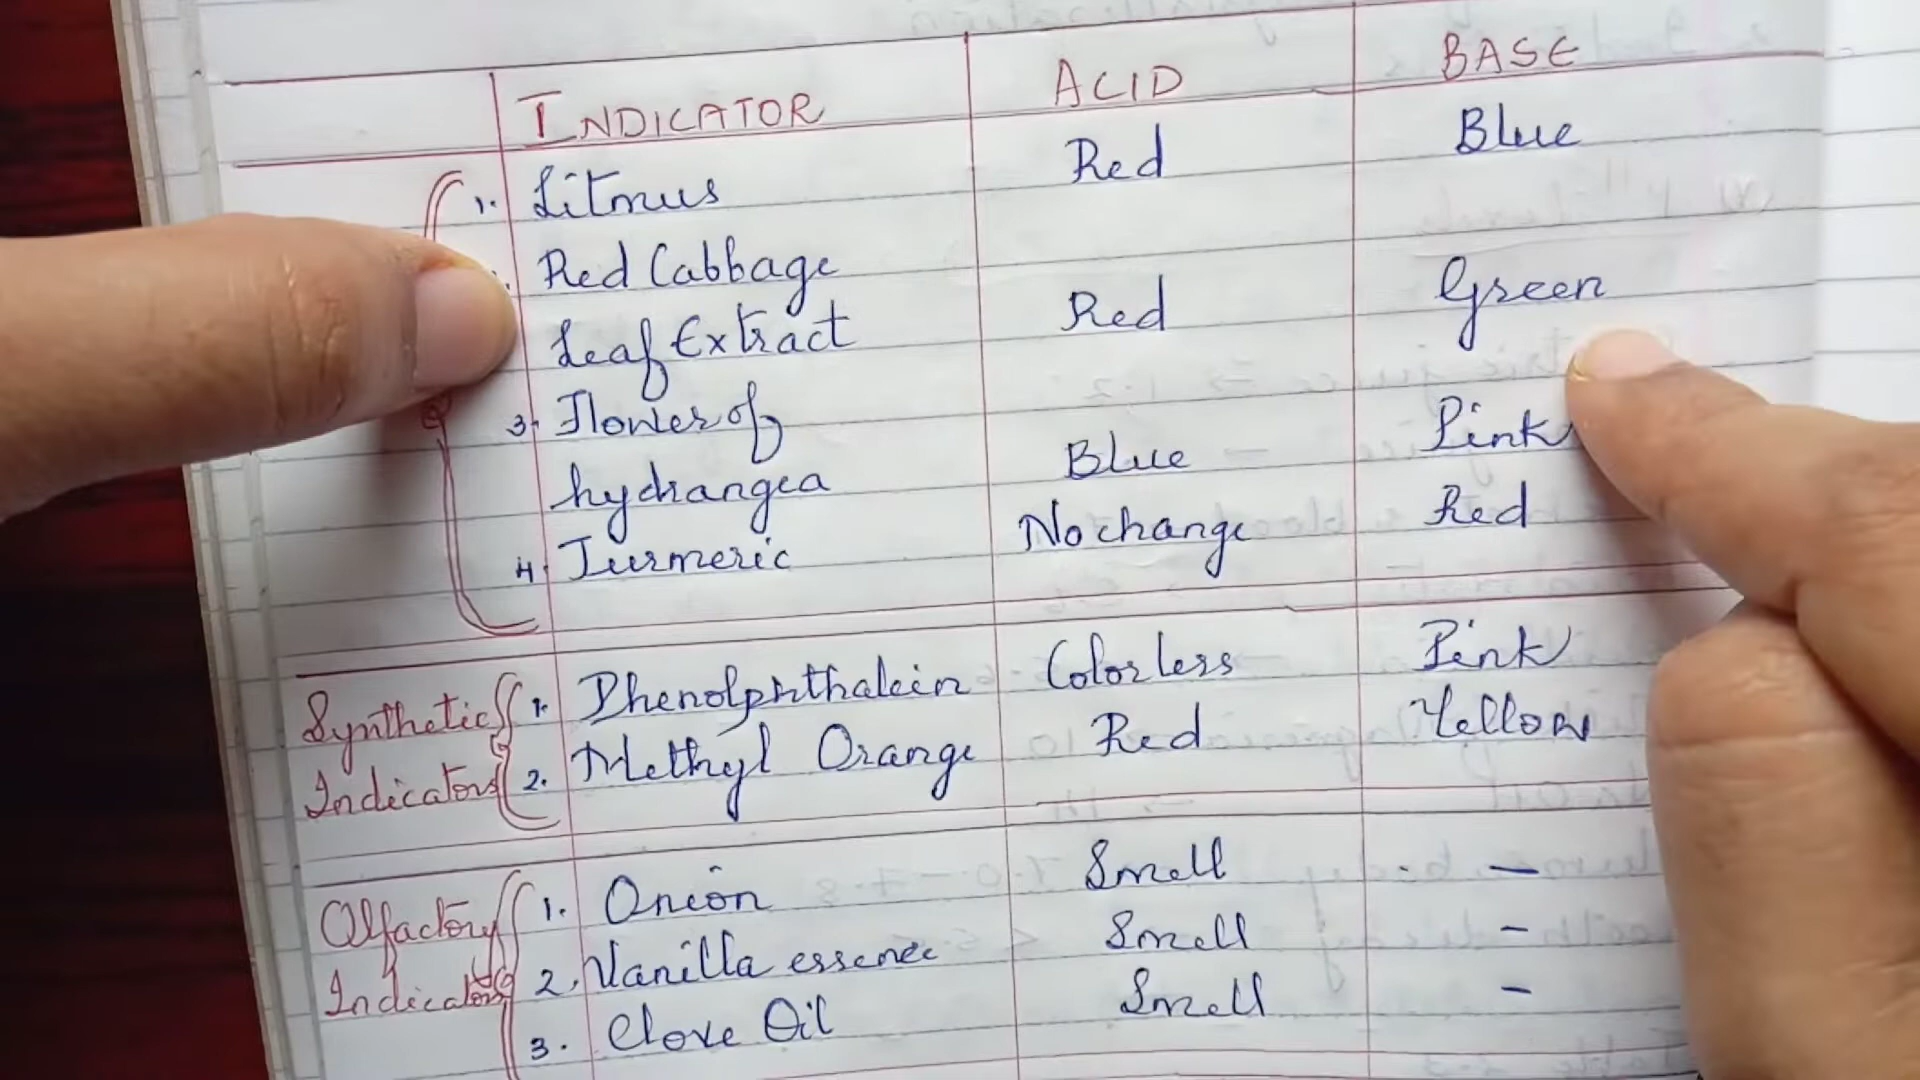 INDICATOR ACID BASE
1. Litmus Red Blue
Red Cabbage
Leaf Extract Red Green
3. Flower of
hydrangea Blue Pink
4. Turmeric No change Red
Synthetic Indicators
1. Phenolphthalein Colorless Pink
2. Methyl Orange Red Yellow
Olfactory Indicators
1. Onion Smell -
2. Vanilla essence Smell -
3. Clove Oil Smell -